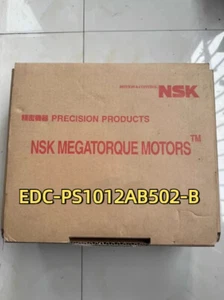 NSK
精密機器 PRECISION PRODUCTS
NSK MEGATORQUE MOTORS™
EDC-PS1012AB502-B